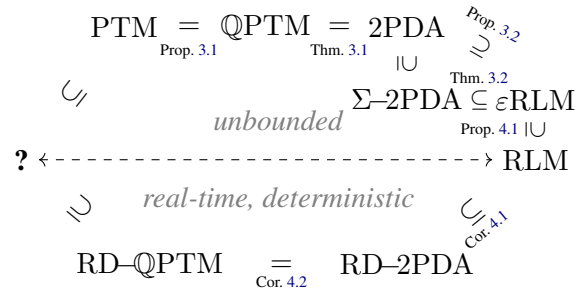 PTM = ℚPTM = 2PDA Prop. 3.2
Prop. 3.1 Thm. 3.1 ⊆
⊆ ⊆ Thm. 3.2
Σ–2PDA ⊆ εRLM
unbounded Prop. 4.1 ⊆
? RLM
real-time, deterministic
⊆ ⊆ Cor. 4.1
RD–ℚPTM = RD–2PDA
Cor. 4.2